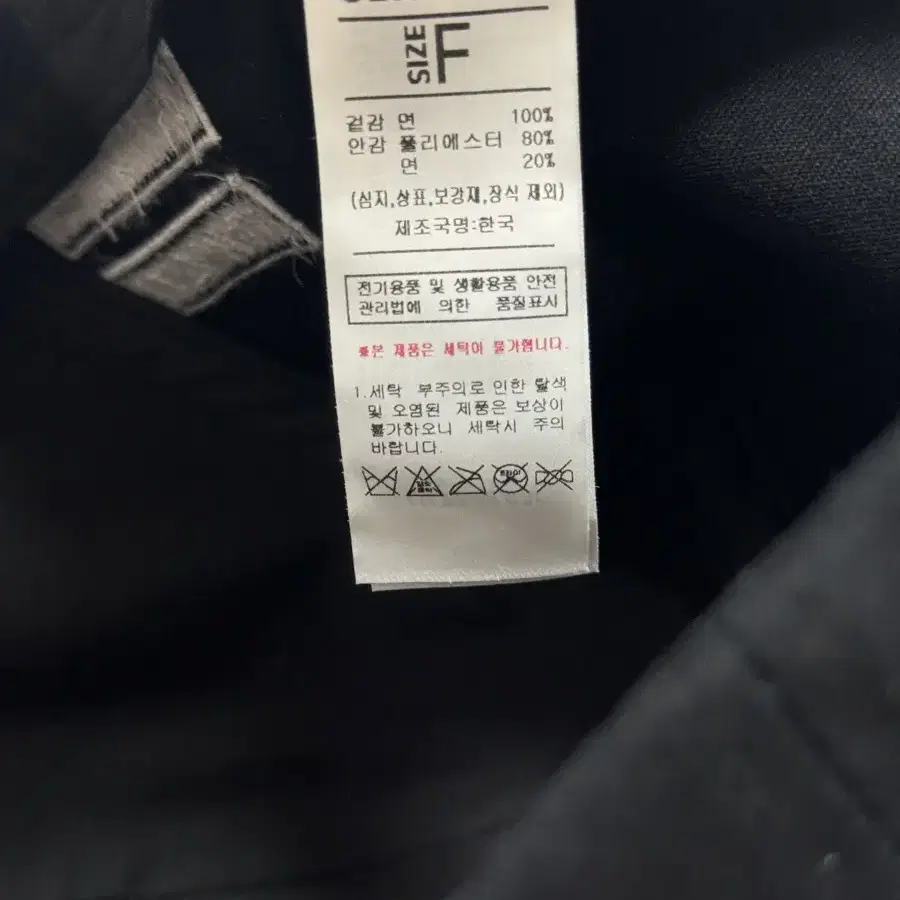 SIZE F
겉감 면 100%
안감 폴리에스터 80%
면 20%
(심지,상표,보강재,장식 제외)
제조국명:한국
전기용품 및 생활용품 안전
관리법에 의한 품질표시
※본 제품은 세탁이 불가합니다.
1.세탁 부주의로 인한 탈색
및 오염된 제품은 보상이
불가하오니 세탁시 주의
바랍니다.
드라이